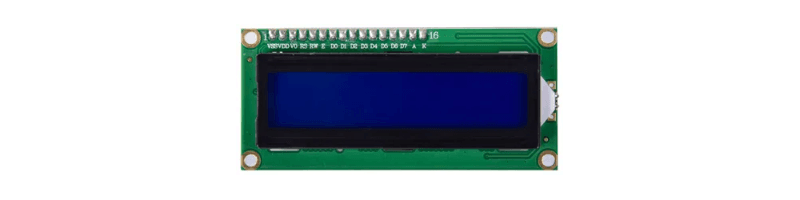 16
VSS VDD VO RS RW E D0 D1 D2 D3 D4 D5 D6 D7 A K